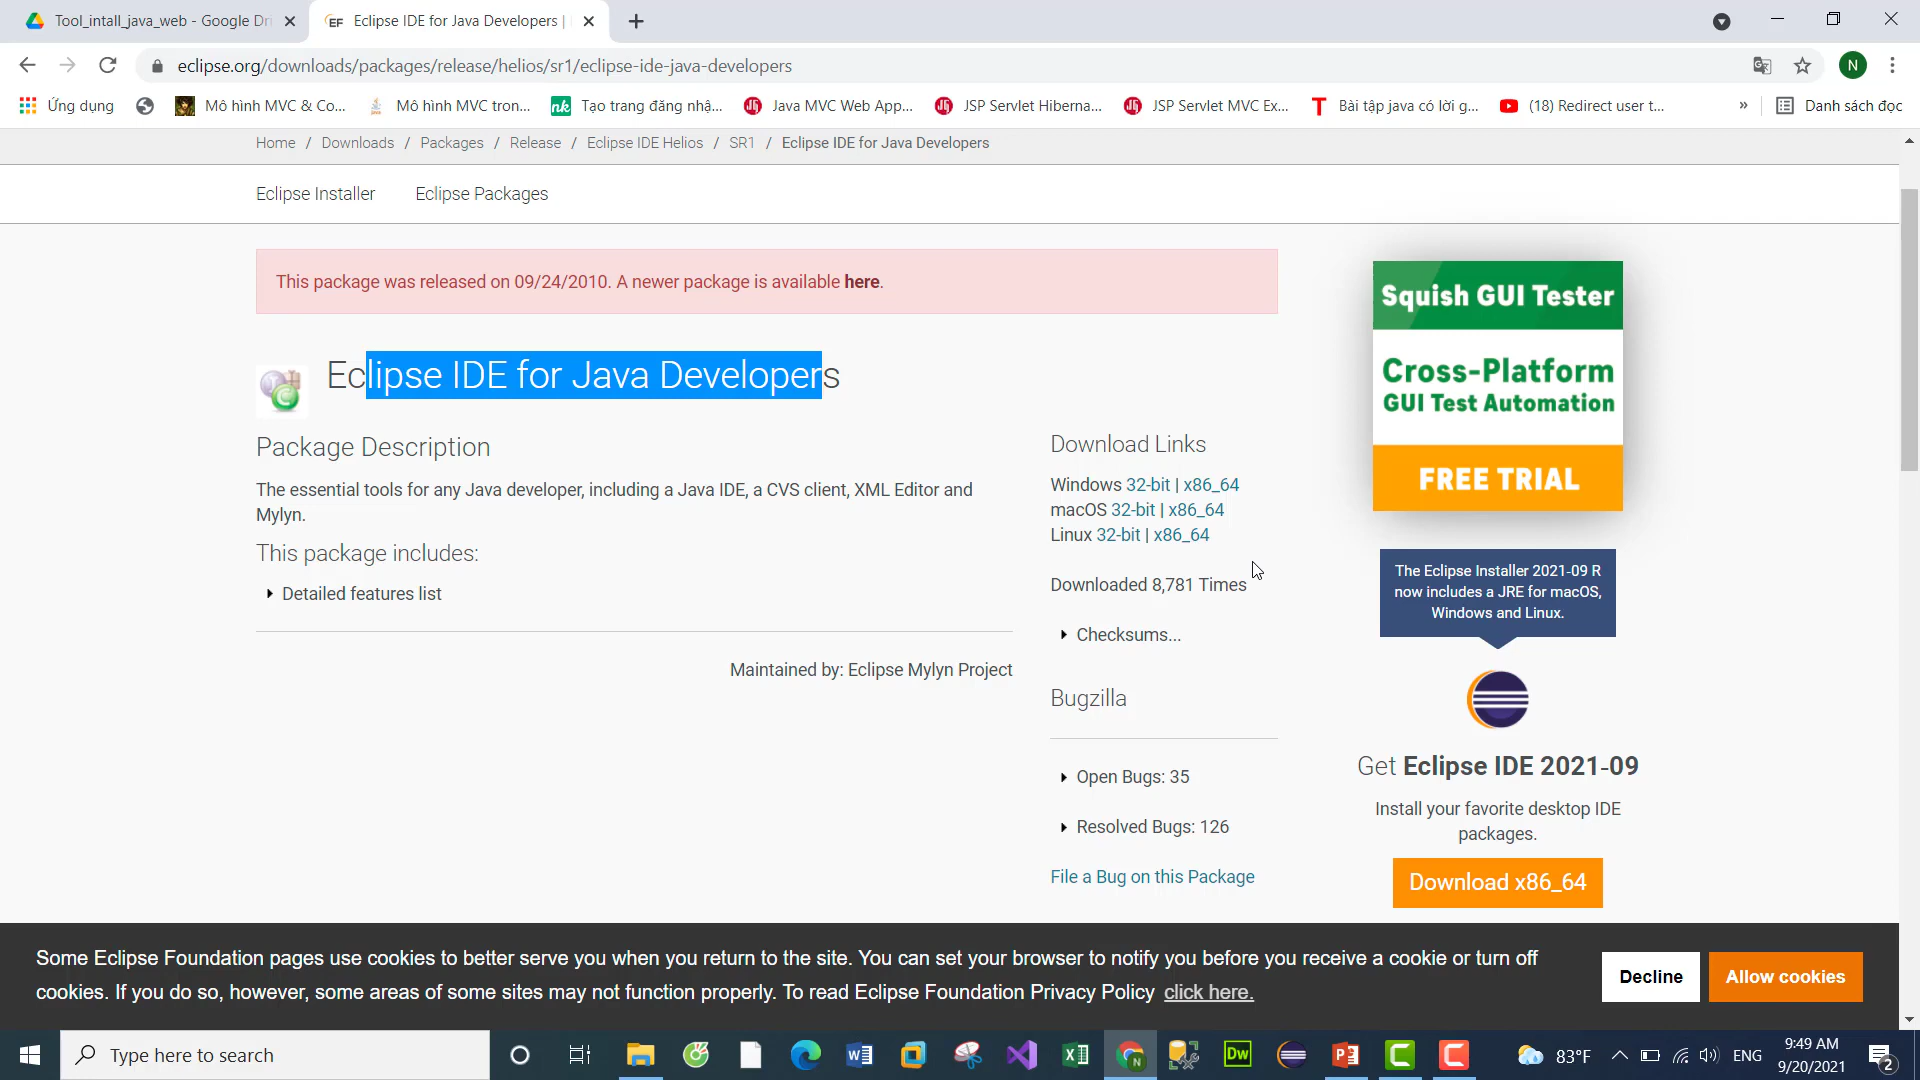 Tool_intall_java_web - Google Dri
EF Eclipse IDE for Java Developers |
eclipse.org/downloads/packages/release/helios/sr1/eclipse-ide-java-developers
N
Ứng dụng
Mô hình MVC & Co...
Mô hình MVC tron...
nk Tạo trang đăng nhậ...
Java MVC Web App...
JSP Servlet Hiberna...
JSP Servlet MVC Ex...
T Bài tập java có lời g...
(18) Redirect user t...
» Danh sách đọc
Home / Downloads / Packages / Release / Eclipse IDE Helios / SR1 / Eclipse IDE for Java Developers
Eclipse Installer Eclipse Packages
This package was released on 09/24/2010. A newer package is available here.
Eclipse IDE for Java Developers
Package Description
The essential tools for any Java developer, including a Java IDE, a CVS client, XML Editor and
Mylyn.
This package includes:
Detailed features list
Maintained by: Eclipse Mylyn Project
Download Links
Windows 32-bit | x86_64
macOS 32-bit | x86_64
Linux 32-bit | x86_64
Downloaded 8,781 Times
Checksums...
Bugzilla
Open Bugs: 35
Resolved Bugs: 126
File a Bug on this Package
Squish GUI Tester
Cross-Platform
GUI Test Automation
FREE TRIAL
The Eclipse Installer 2021-09 R
now includes a JRE for macOS,
Windows and Linux.
Get Eclipse IDE 2021-09
Install your favorite desktop IDE
packages.
Download x86_64
Some Eclipse Foundation pages use cookies to better serve you when you return to the site. You can set your browser to notify you before you receive a cookie or turn off
cookies. If you do so, however, some areas of some sites may not function properly. To read Eclipse Foundation Privacy Policy click here.
Decline
Allow cookies
Type here to search
Dw
83°F
ENG
9:49 AM
9/20/2021
2